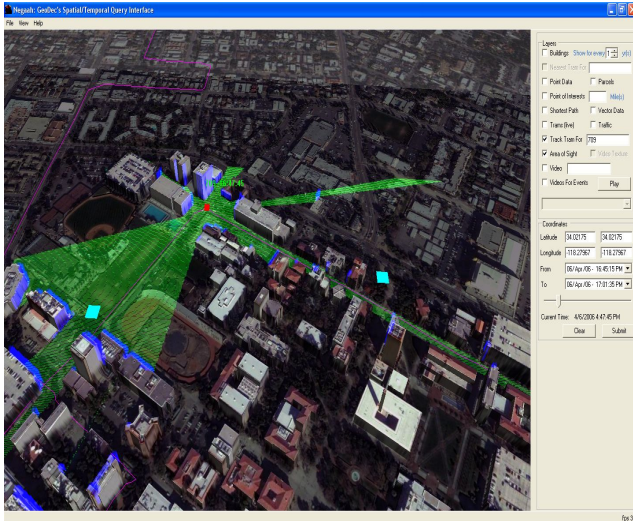 Negaah: GeoDec's Spatial/Temporal Query Interface
File View Help
Layers
Buildings Show for every 1 yr(s)
Nearest Tram For
Point Data Parcels
Point of Interests Mile(s)
Shortest Path Vector Data
Trams (live) Traffic
Track Tram For 709
Area of Sight Video Texture
Video
Videos For Events Play
Coordinates
Latitude 34.02175 34.02175
Longitude -118.27967 -118.27967
From 06/Apr/06 - 16:45:15 PM
To 06/Apr/06 - 17:01:35 PM
Current Time: 4/6/2006 4:47:45 PM
Clear Submit
fps 3